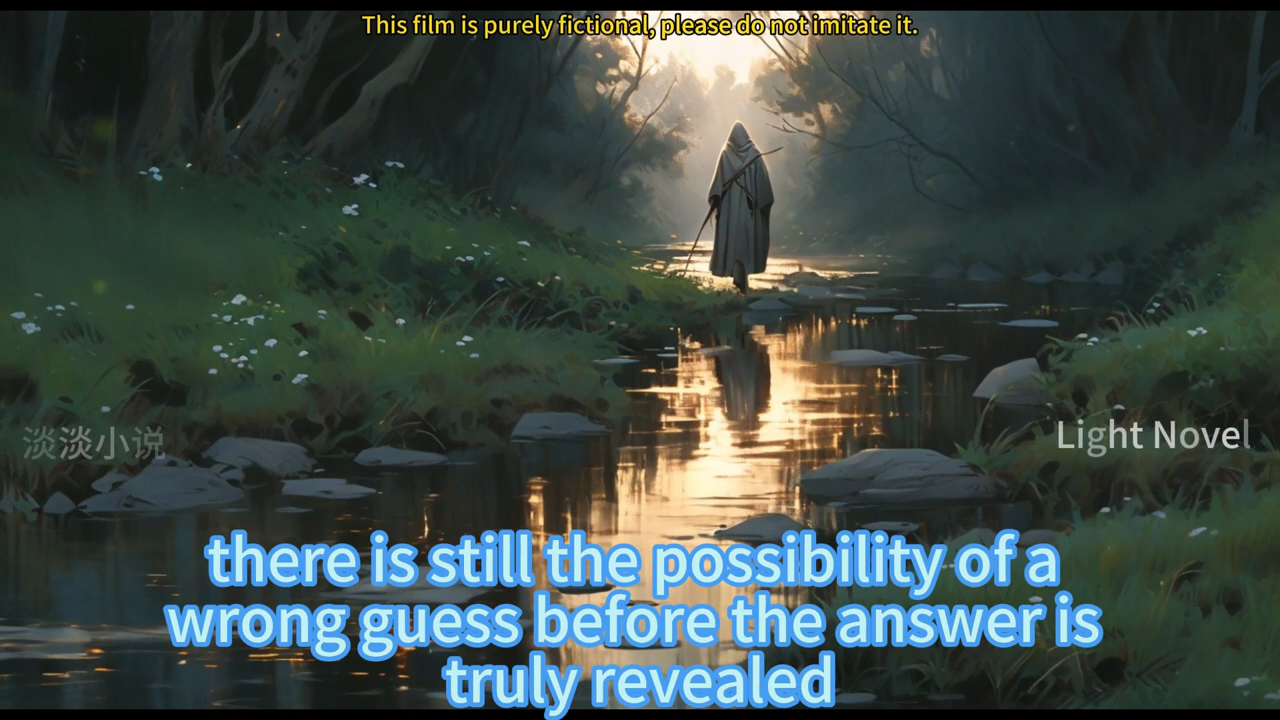 This film is purely fictional, please do not imitate it.
淡淡小说
Light Novel
there is still the possibility of a
wrong guess before the answer is
truly revealed